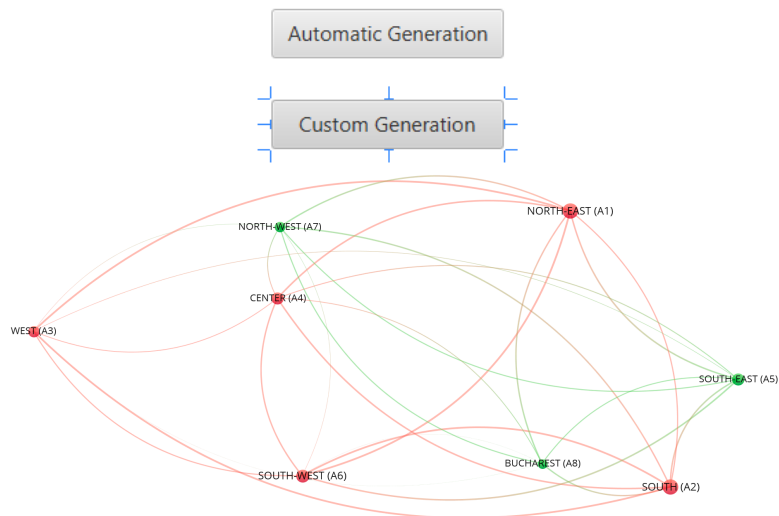 Automatic Generation
Custom Generation
NORTH-EAST (A1)
NORTH-WEST (A7)
CENTER (A4)
WEST (A3)
SOUTH-EAST (A5)
BUCHAREST (A8)
SOUTH-WEST (A6)
SOUTH (A2)